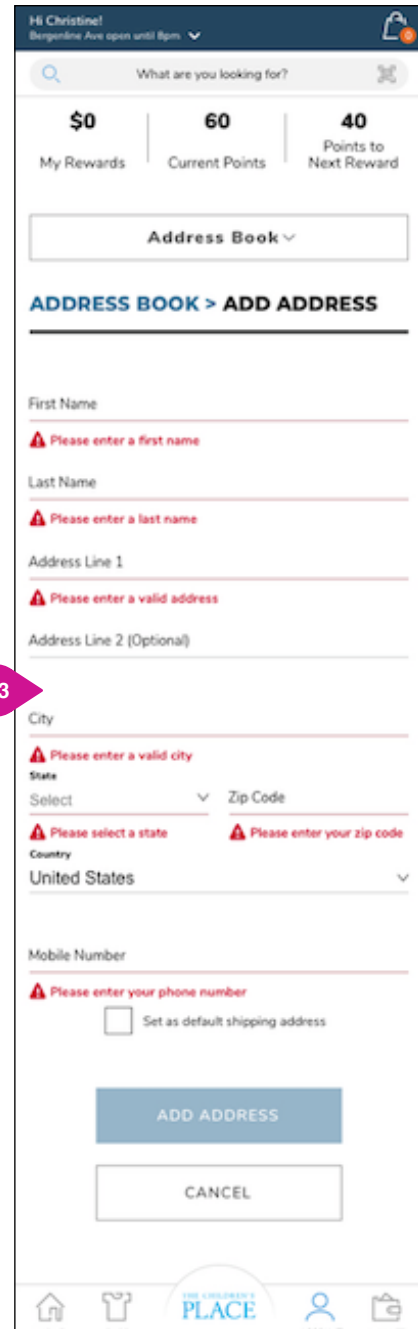 Hi Christine!
Bergenline Ave open until 8pm
0
What are you looking for?
$0 60 40
My Rewards Current Points Points to Next Reward
Address Book
ADDRESS BOOK > ADD ADDRESS
First Name
Please enter a first name
Last Name
Please enter a last name
Address Line 1
Please enter a valid address
Address Line 2 (Optional)
3
City
Please enter a valid city
State
Select Zip Code
Please select a state Please enter your zip code
Country
United States
Mobile Number
Please enter your phone number
Set as default shipping address
ADD ADDRESS
CANCEL
THE CHILDREN'S
PLACE